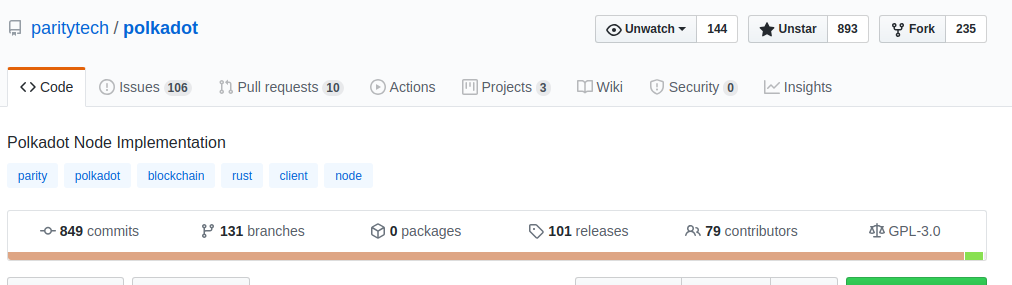 paritytech / polkadot Unwatch 144 Unstar 893 Fork 235
Code Issues 106 Pull requests 10 Actions Projects 3 Wiki Security 0 Insights
Polkadot Node Implementation
parity polkadot blockchain rust client node
849 commits 131 branches 0 packages 101 releases 79 contributors GPL-3.0